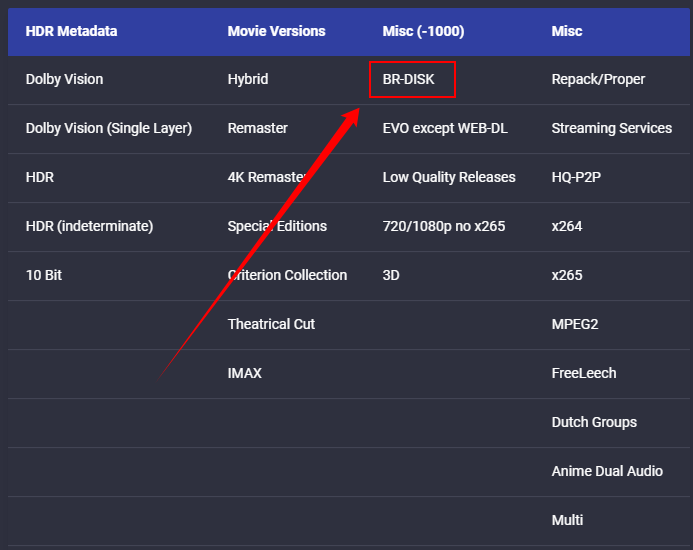 HDR Metadata Movie Versions Misc (-1000) Misc
Dolby Vision Hybrid BR-DISK Repack/Proper
Dolby Vision (Single Layer) Remaster EVO except WEB-DL Streaming Services
HDR 4K Remaster Low Quality Releases HQ-P2P
HDR (indeterminate) Special Editions 720/1080p no x265 x264
10 Bit Criterion Collection 3D x265
Theatrical Cut MPEG2
IMAX FreeLeech
Dutch Groups
Anime Dual Audio
Multi